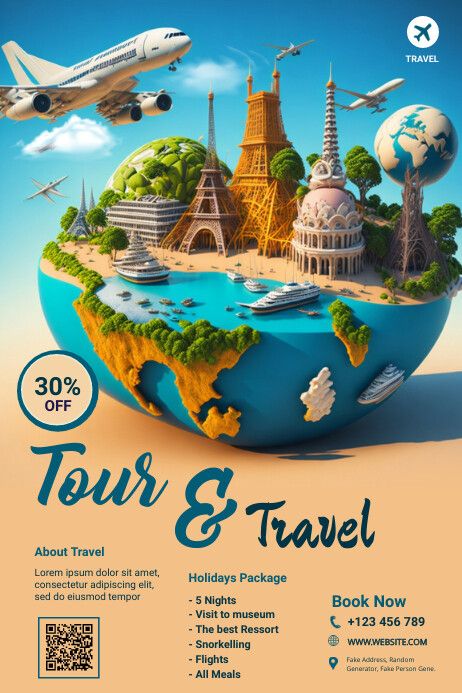 TRAVEL
30%
OFF
Tour
&
Travel
About Travel
Lorem ipsum dolor sit amet,
consectetur adipiscing elit,
sed do eiusmod tempor
Holidays Package
- 5 Nights
- Visit to museum
- The best Ressort
- Snorkelling
- Flights
- All Meals
Book Now
+123 456 789
WWW.WEBSITE.COM
Fake Address, Random
Generator, Fake Person Gene.